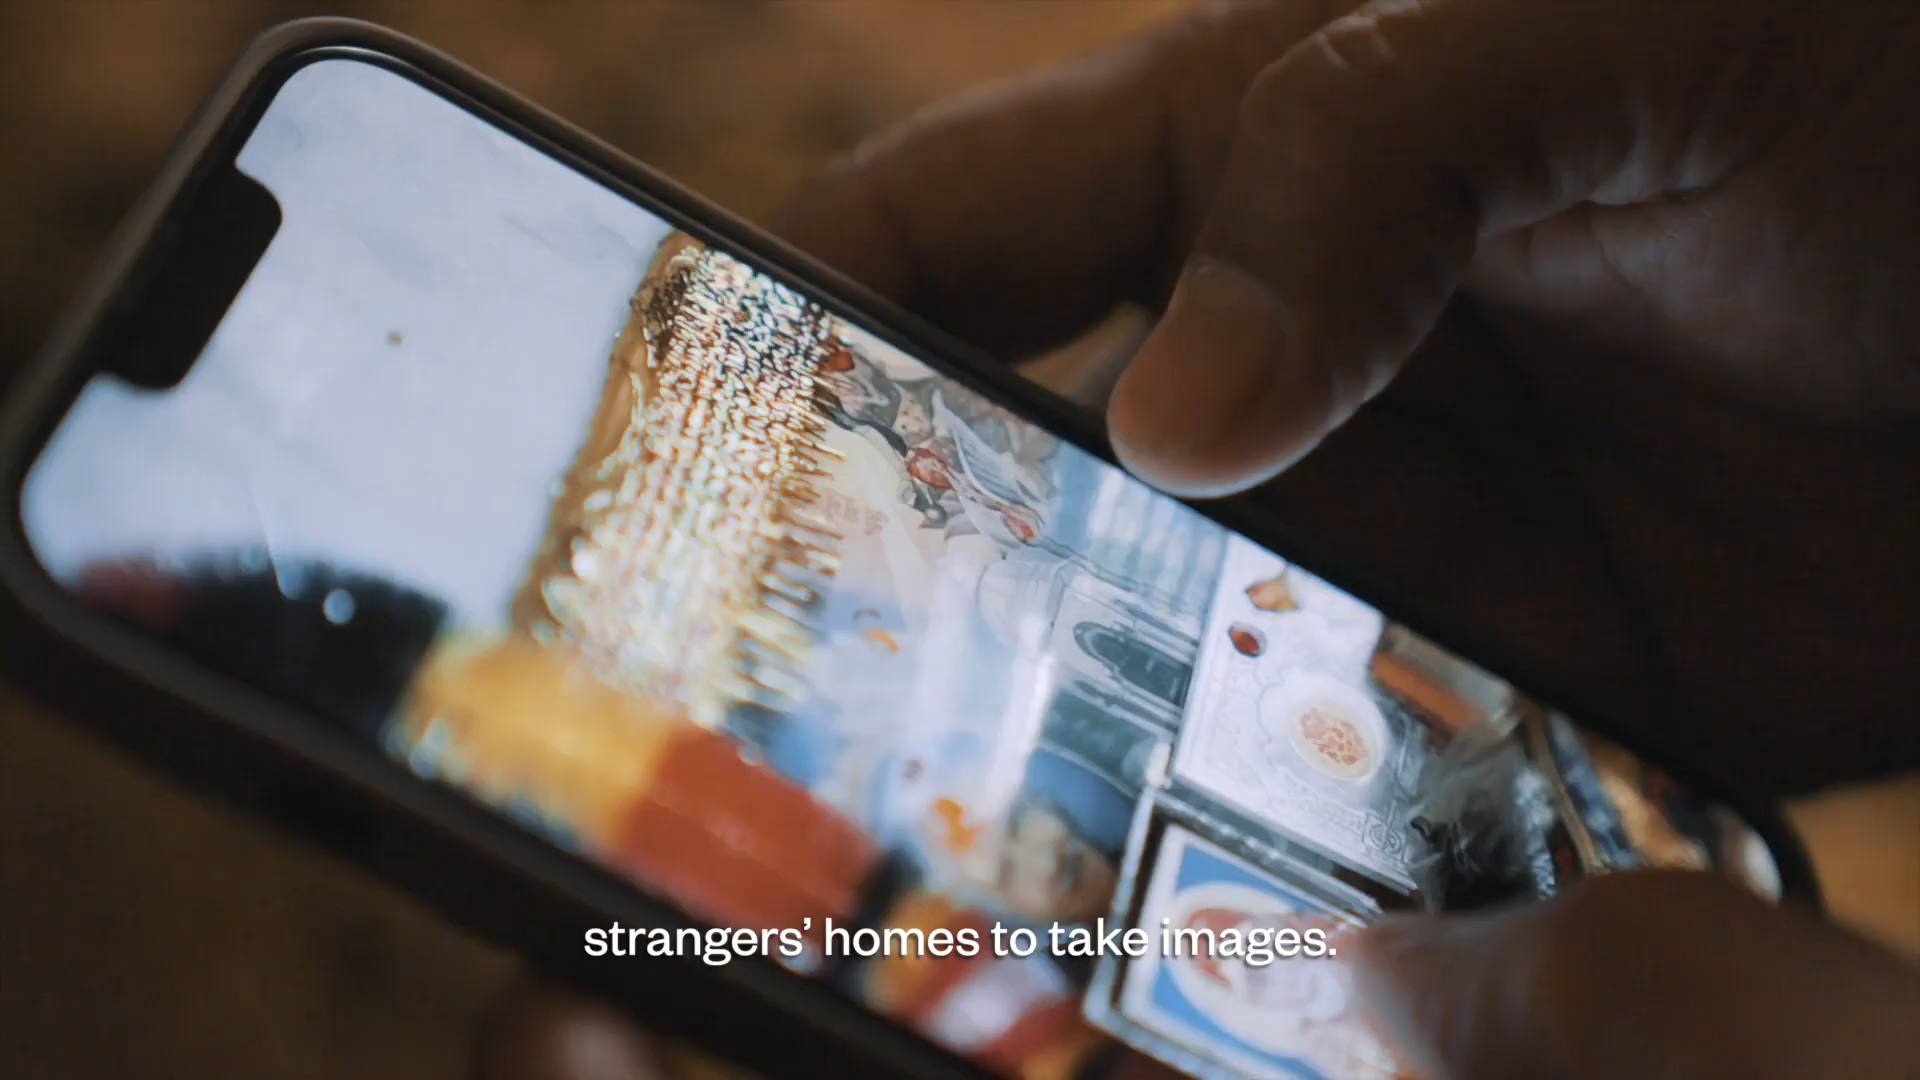 strangers’ homes to take images.